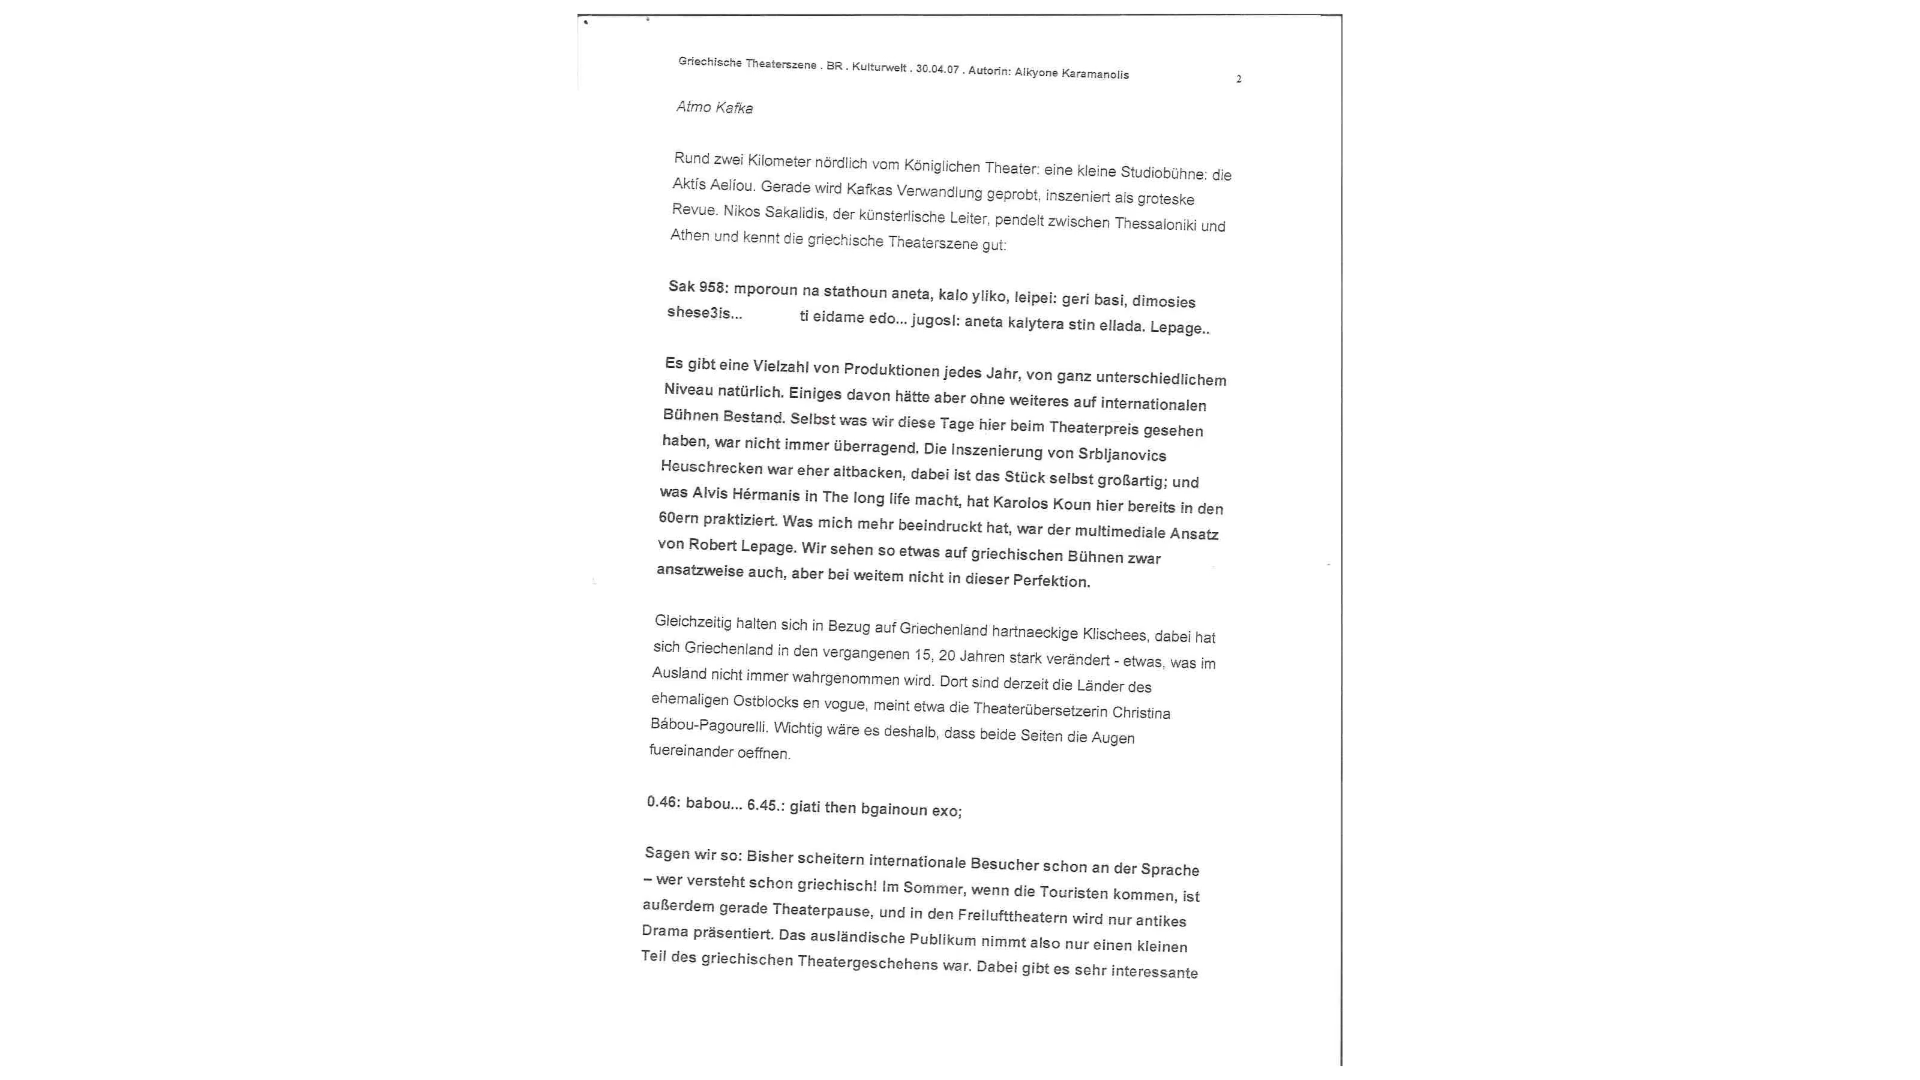 Griechische Theaterszene . BR . Kulturwelt . 30.04.07 . Autorin: Alkyone Karamanolis 2
Atmo Kafka
Rund zwei Kilometer nördlich vom Königlichen Theater: eine kleine Studiobühne: die
Aktís Aelíou. Gerade wird Kafkas Verwandlung geprobt, inszeniert als groteske
Revue. Nikos Sakalidis, der künsterlische Leiter, pendelt zwischen Thessaloniki und
Athen und kennt die griechische Theaterszene gut:
Sak 958: mporoun na stathoun aneta, kalo yliko, leipei: geri basi, dimosies
shese3is... ti eidame edo... jugosl: aneta kalytera stin ellada. Lepage..
Es gibt eine Vielzahl von Produktionen jedes Jahr, von ganz unterschiedlichem
Niveau natürlich. Einiges davon hätte aber ohne weiteres auf internationalen
Bühnen Bestand. Selbst was wir diese Tage hier beim Theaterpreis gesehen
haben, war nicht immer überragend. Die Inszenierung von Srbljanovics
Heuschrecken war eher altbacken, dabei ist das Stück selbst großartig; und
was Alvis Hérmanis in The long life macht, hat Karolos Koun hier bereits in den
60ern praktiziert. Was mich mehr beeindruckt hat, war der multimediale Ansatz
von Robert Lepage. Wir sehen so etwas auf griechischen Bühnen zwar
ansatzweise auch, aber bei weitem nicht in dieser Perfektion.
Gleichzeitig halten sich in Bezug auf Griechenland hartnaeckige Klischees, dabei hat
sich Griechenland in den vergangenen 15, 20 Jahren stark verändert - etwas, was im
Ausland nicht immer wahrgenommen wird. Dort sind derzeit die Länder des
ehemaligen Ostblocks en vogue, meint etwa die Theaterübersetzerin Christina
Bábou-Pagourelli. Wichtig wäre es deshalb, dass beide Seiten die Augen
fuereinander oeffnen.
0.46: babou... 6.45.: giati then bgainoun exo;
Sagen wir so: Bisher scheitern internationale Besucher schon an der Sprache
– wer versteht schon griechisch! Im Sommer, wenn die Touristen kommen, ist
außerdem gerade Theaterpause, und in den Freilufttheatern wird nur antikes
Drama präsentiert. Das ausländische Publikum nimmt also nur einen kleinen
Teil des griechischen Theatergeschehens war. Dabei gibt es sehr interessante